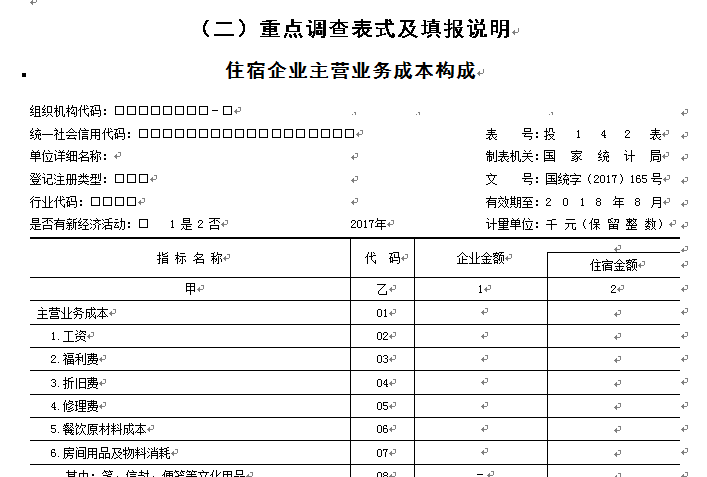 （二）重点调查表式及填报说明
住宿企业主营业务成本构成
组织机构代码：□□□□□□□□－□
统一社会信用代码：□□□□□□□□□□□□□□□□□□ 表 号：投 1 4 2 表
单位详细名称： 制表机关：国 家 统 计 局
登记注册类型：□□□ 文 号：国统字（2017）165号
行业代码：□□□□ 有效期至：2 0 1 8 年 8 月
是否有新经济活动：□ 1 是 2 否 2017年 计量单位：千 元（保 留 整 数）
指 标 名 称 代 码 企业金额
住宿金额
甲 乙 1 2
主营业务成本 01
1.工资 02
2.福利费 03
3.折旧费 04
4.修理费 05
5.餐饮原材料成本 06
6.房间用品及物料消耗 07
其中：笔、信封、便笺等文化用品 08 －